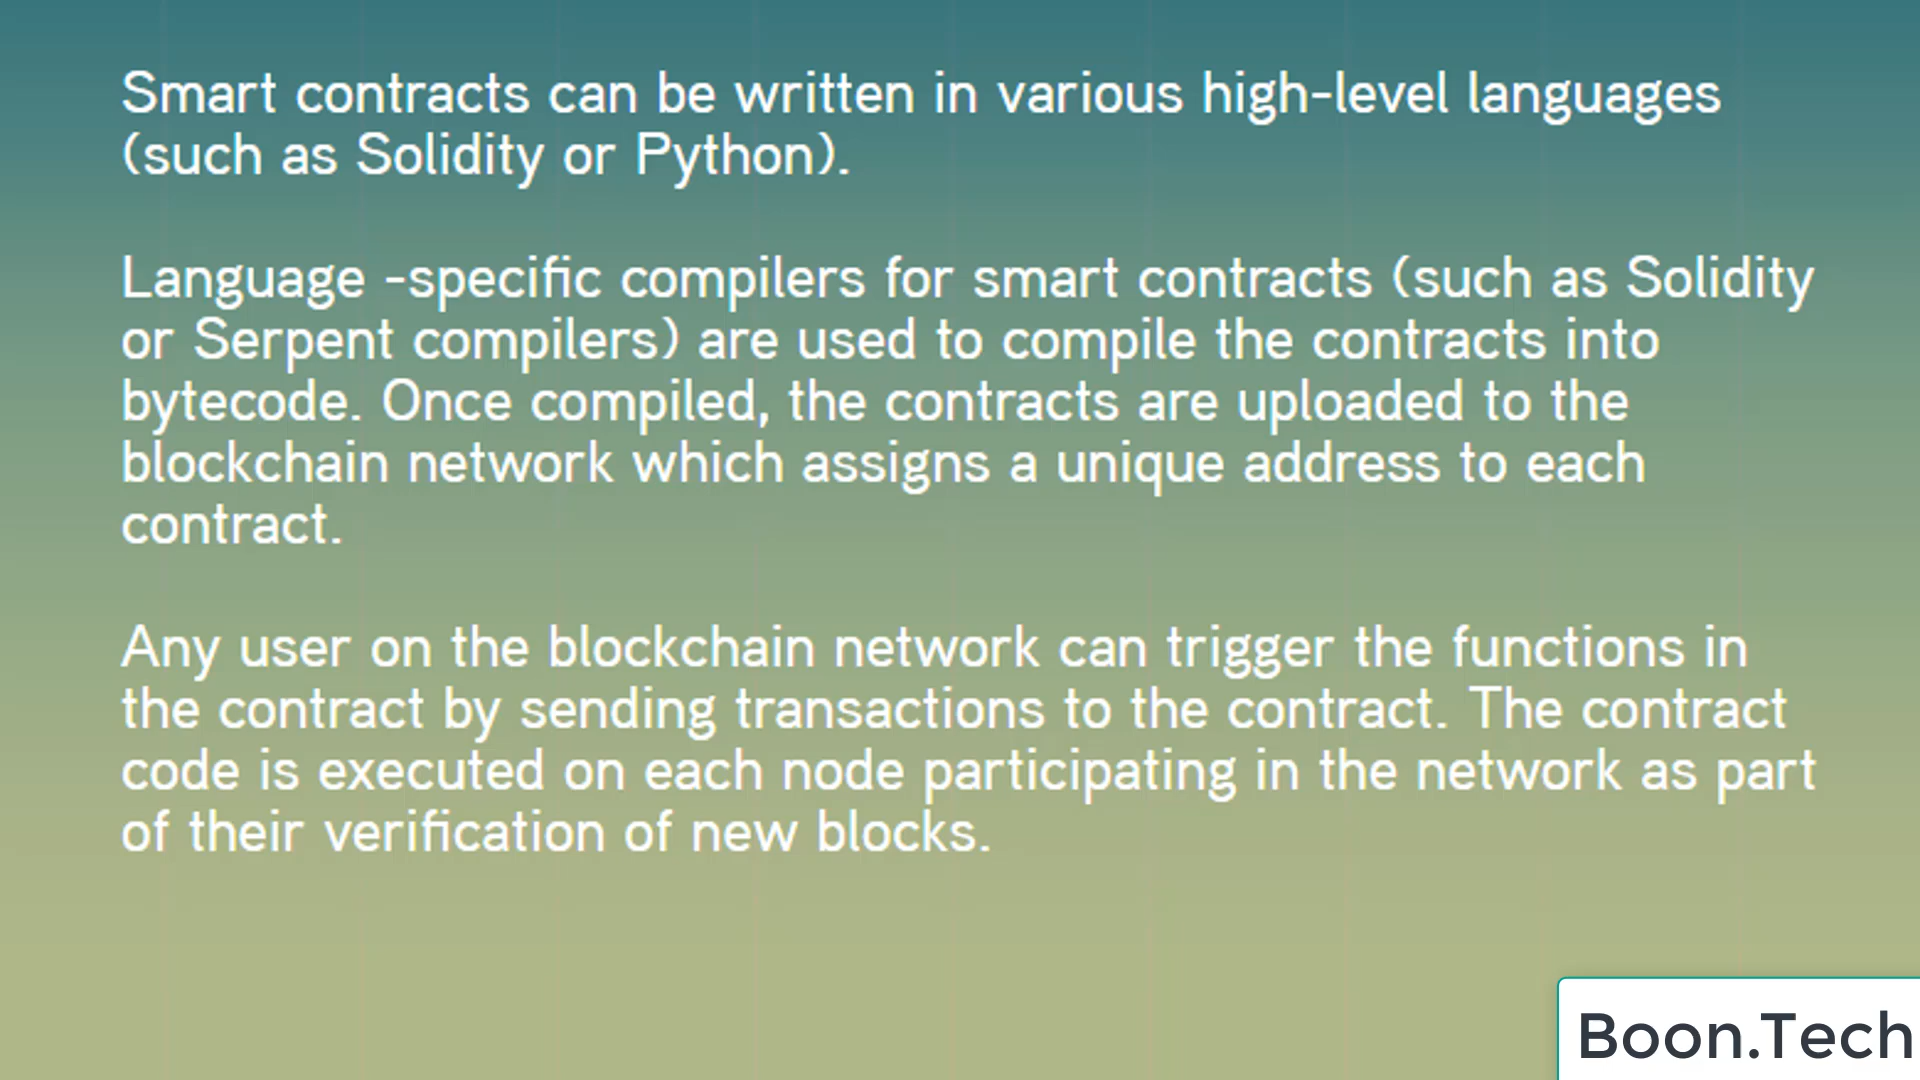 Smart contracts can be written in various high-level languages
(such as Solidity or Python).
Language -specific compilers for smart contracts (such as Solidity
or Serpent compilers) are used to compile the contracts into
bytecode. Once compiled, the contracts are uploaded to the
blockchain network which assigns a unique address to each
contract.
Any user on the blockchain network can trigger the functions in
the contract by sending transactions to the contract. The contract
code is executed on each node participating in the network as part
of their verification of new blocks.
Boon.Tech